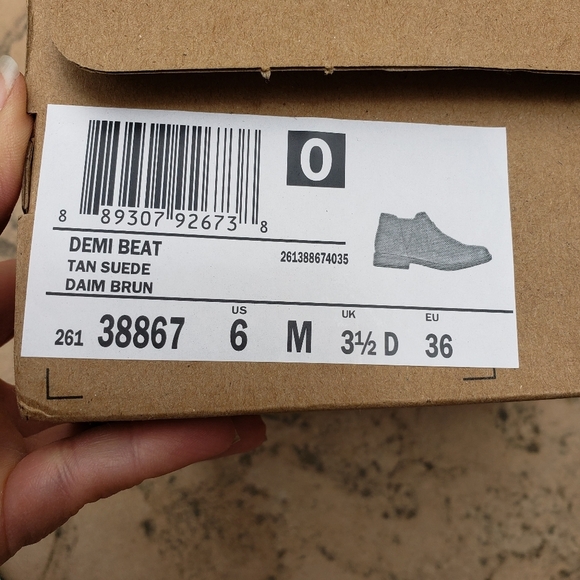 O
8 89307 92673 8
DEMI BEAT
TAN SUEDE
DAIM BRUN
261388674035
US UK EU
261 38867 6 M 3½ D 36